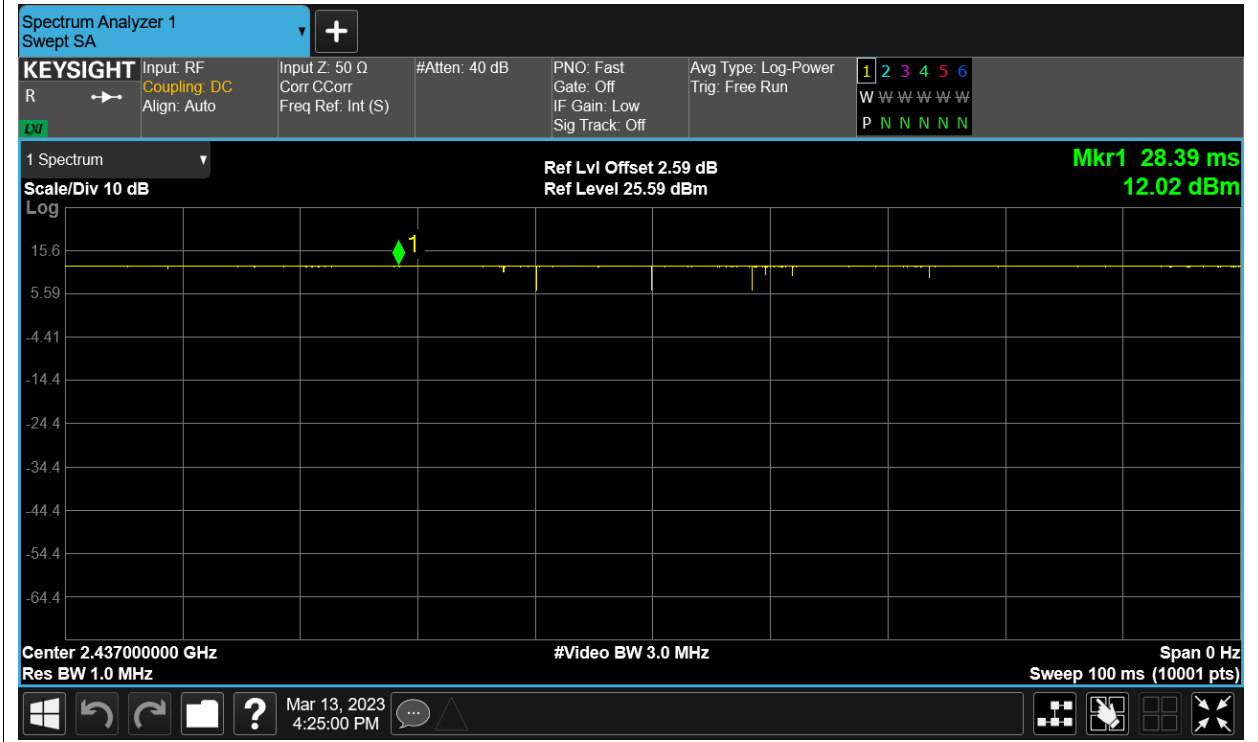 Spectrum Analyzer 1
Swept SA
KEYSIGHT
R
LXI
Input: RF
Coupling: DC
Align: Auto
Input Z: 50 Ω
Corr CCorr
Freq Ref: Int (S)
#Atten: 40 dB
PNO: Fast
Gate: Off
IF Gain: Low
Sig Track: Off
Avg Type: Log-Power
Trig: Free Run
1 2 3 4 5 6
W W W W W W
P N N N N N
1 Spectrum
Scale/Div 10 dB
Log
Ref Lvl Offset 2.59 dB
Ref Level 25.59 dBm
Mkr1 28.39 ms
12.02 dBm
1
15.6
5.59
-4.41
-14.4
-24.4
-34.4
-44.4
-54.4
-64.4
Center 2.437000000 GHz
#Video BW 3.0 MHz
Span 0 Hz
Res BW 1.0 MHz
Sweep 100 ms (10001 pts)
?
Mar 13, 2023
4:25:00 PM